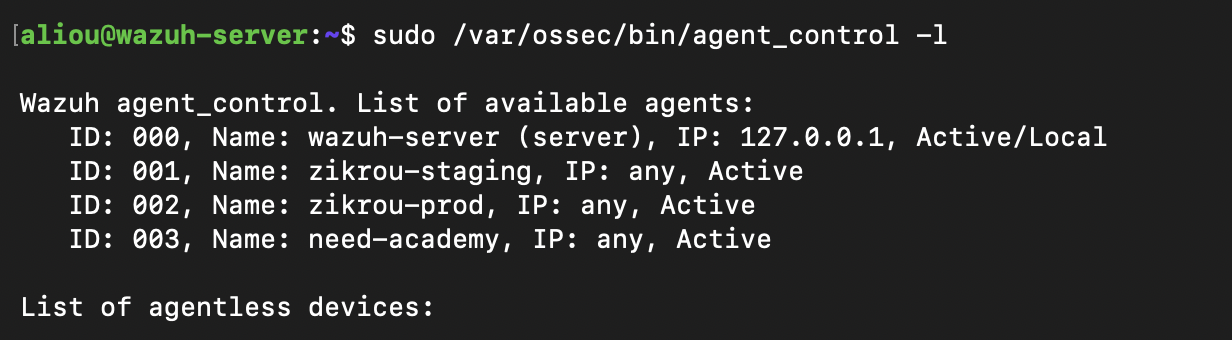 [aliou@wazuh-server:~$ sudo /var/ossec/bin/agent_control -l
Wazuh agent_control. List of available agents:
ID: 000, Name: wazuh-server (server), IP: 127.0.0.1, Active/Local
ID: 001, Name: zikrou-staging, IP: any, Active
ID: 002, Name: zikrou-prod, IP: any, Active
ID: 003, Name: need-academy, IP: any, Active
List of agentless devices: